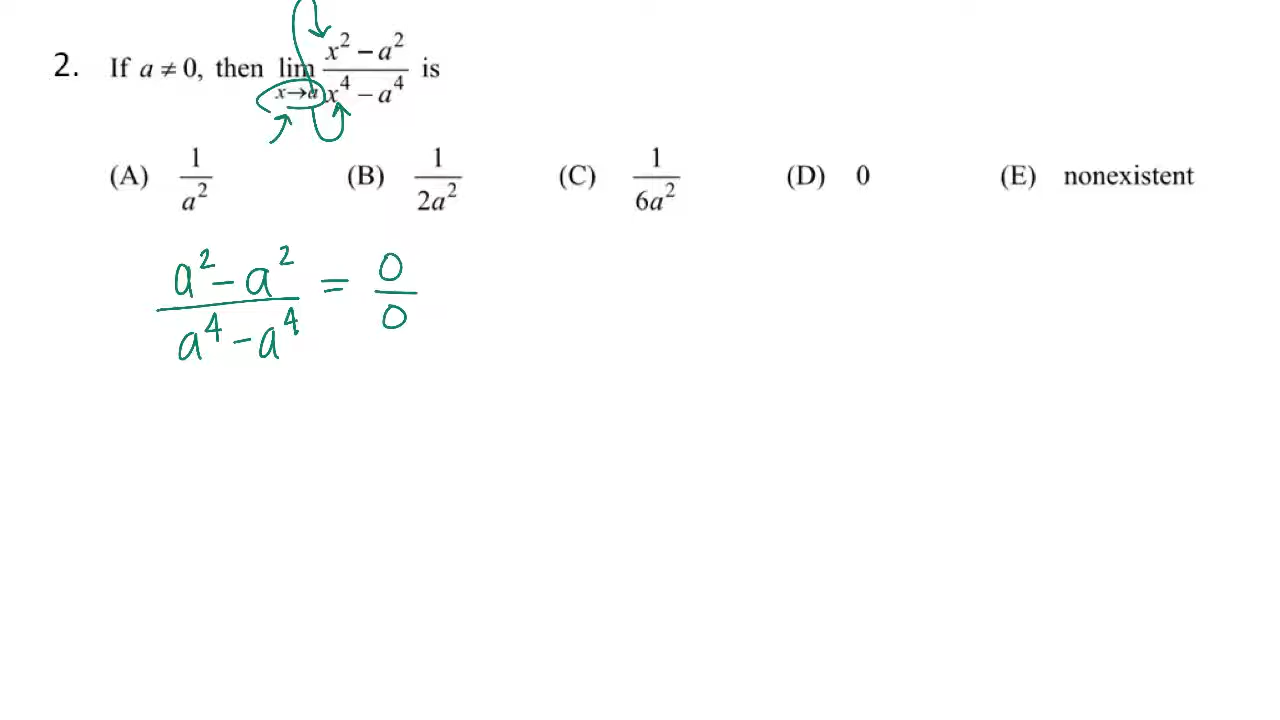 2. If a ≠ 0, then lim_{x→a} (x² − a²)/(x⁴ − a⁴) is
(A) 1/a² (B) 1/(2a²) (C) 1/(6a²) (D) 0 (E) nonexistent
(a² − a²)/(a⁴ − a⁴) = 0/0